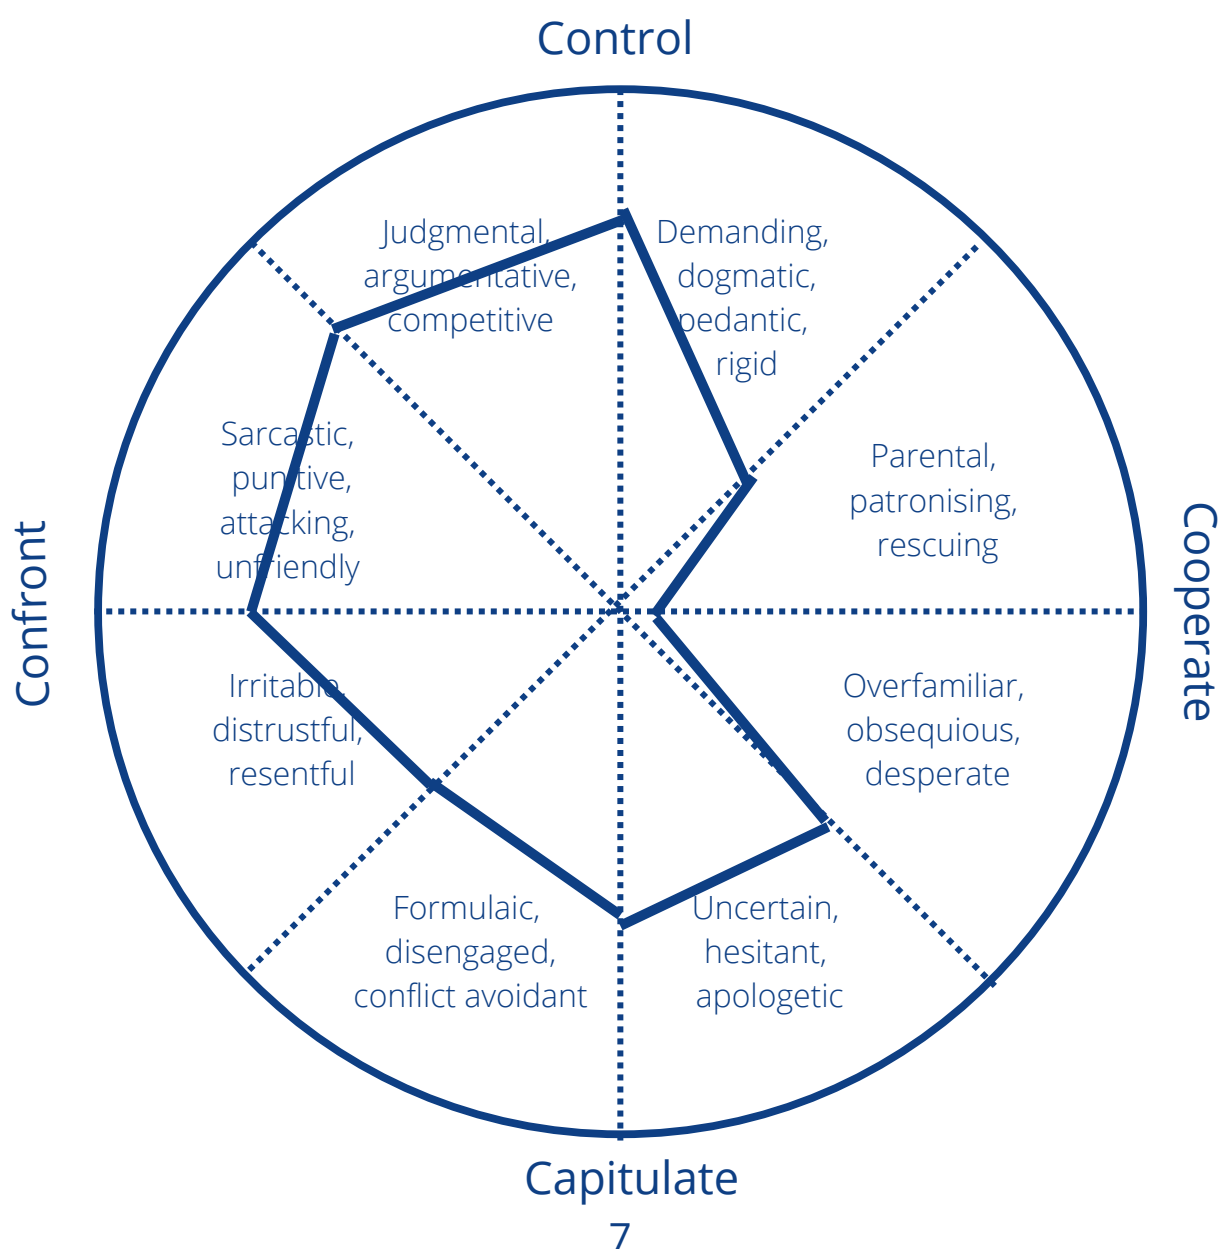 Control
Judgmental,
argumentative,
competitive
Demanding,
dogmatic,
pedantic,
rigid
Sarcastic,
punitive,
attacking,
unfriendly
Parental,
patronising,
rescuing
Confront
Cooperate
Irritable,
distrustful,
resentful
Overfamiliar,
obsequious,
desperate
Formulaic,
disengaged,
conflict avoidant
Uncertain,
hesitant,
apologetic
Capitulate
7